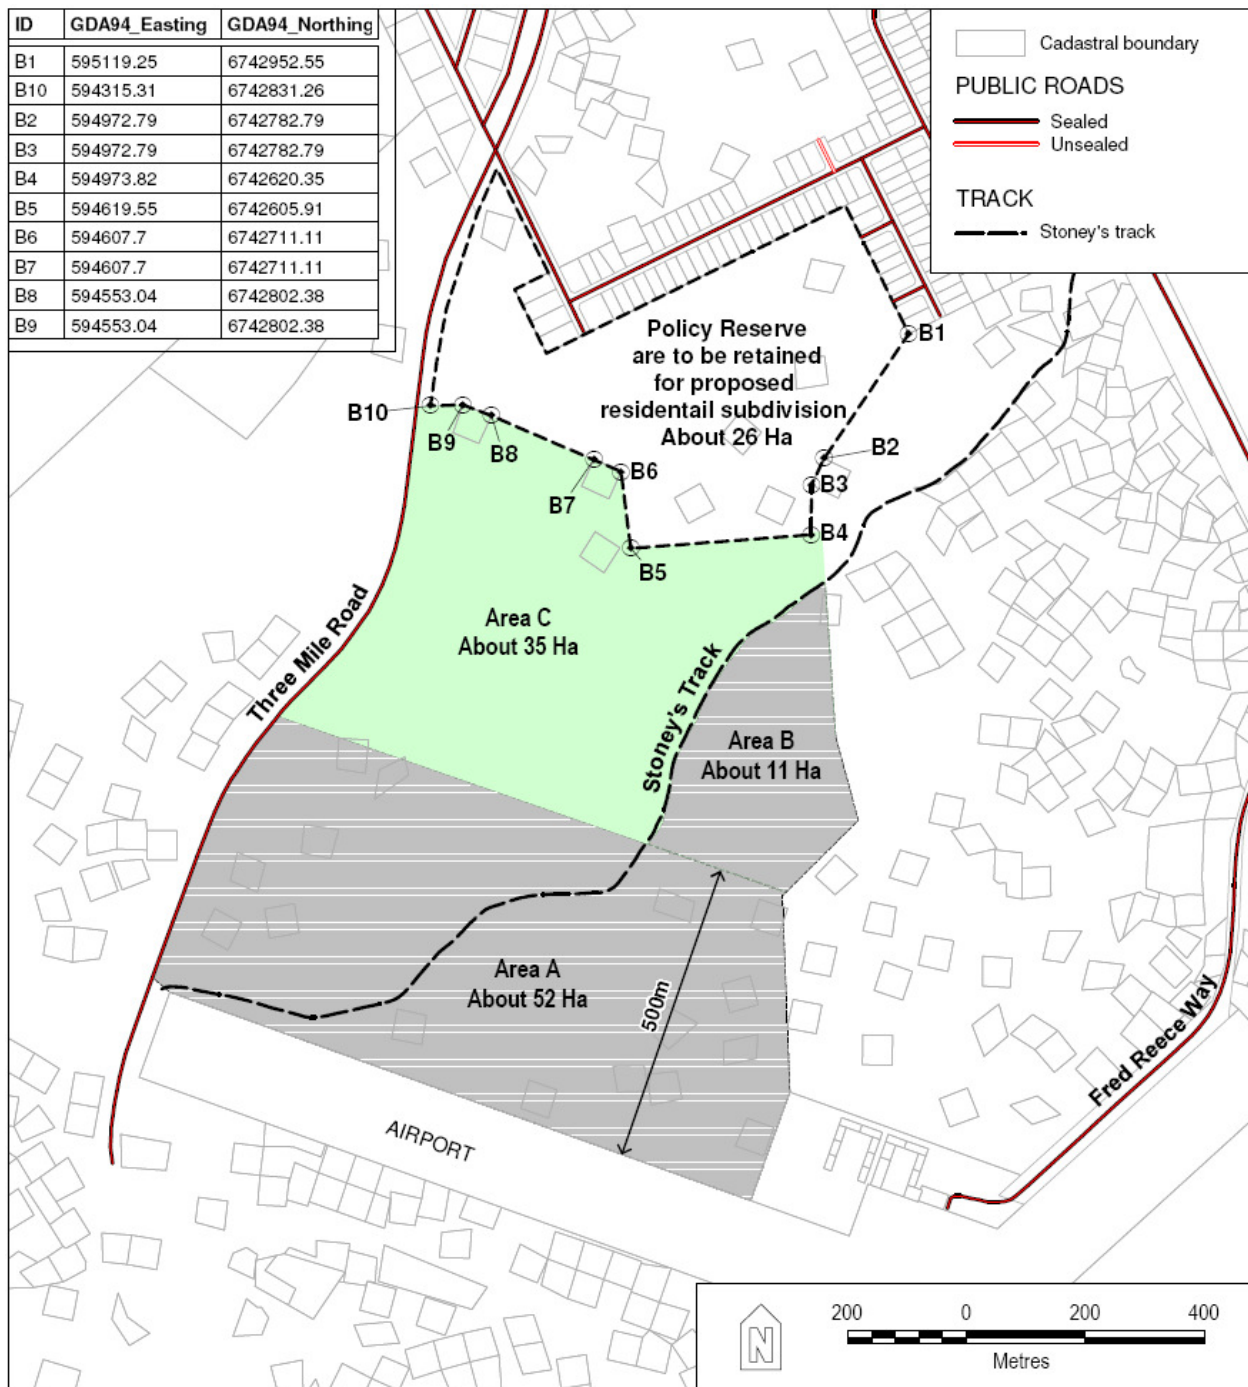 ID GDA94_Easting GDA94_Northing
B1 595119.25 6742952.55
B10 594315.31 6742831.26
B2 594972.79 6742782.79
B3 594972.79 6742782.79
B4 594973.82 6742620.35
B5 594619.55 6742605.91
B6 594607.7 6742711.11
B7 594607.7 6742711.11
B8 594553.04 6742802.38
B9 594553.04 6742802.38
Cadastral boundary
PUBLIC ROADS
Sealed
Unsealed
TRACK
Stoney's track
Policy Reserve
are to be retained
for proposed
residentail subdivision
About 26 Ha
B1
B10
B9
B8
B7
B6
B2
B3
B4
B5
Area C
About 35 Ha
Three Mile Road
Stoney's Track
Area B
About 11 Ha
Area A
About 52 Ha
500m
Fred Reece Way
AIRPORT
N
200 0 200 400
Metres